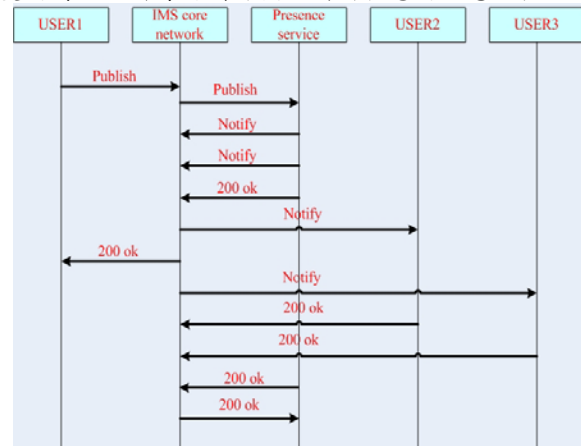 USER1
IMS core
network
Presence
service
USER2
USER3
Publish
Publish
Notify
Notify
200 ok
Notify
200 ok
Notify
200 ok
200 ok
200 ok
200 ok